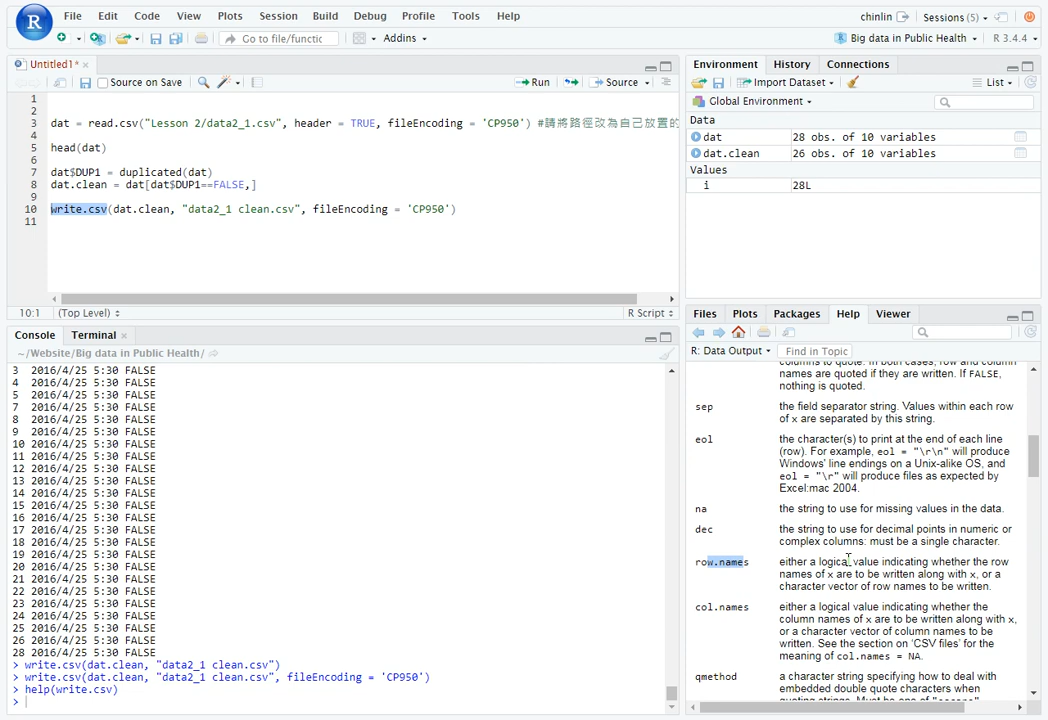 File Edit Code View Plots Session Build Debug Profile Tools Help
chinlin Sessions (5)
Go to file/functic Addins
Big data in Public Health R 3.4.4
Untitled1*
Source on Save Run Source
1
2
3 dat = read.csv("Lesson 2/data2_1.csv", header = TRUE, fileEncoding = 'CP950') #請將路徑改為自己放置的
4
5 head(dat)
6
7 dat$DUP1 = duplicated(dat)
8 dat.clean = dat[dat$DUP1==FALSE,]
9
10 write.csv(dat.clean, "data2_1 clean.csv", fileEncoding = 'CP950')
11
10:1 (Top Level) R Script
Console Terminal
~/Website/Big data in Public Health/
3 2016/4/25 5:30 FALSE
4 2016/4/25 5:30 FALSE
5 2016/4/25 5:30 FALSE
7 2016/4/25 5:30 FALSE
8 2016/4/25 5:30 FALSE
9 2016/4/25 5:30 FALSE
10 2016/4/25 5:30 FALSE
11 2016/4/25 5:30 FALSE
12 2016/4/25 5:30 FALSE
13 2016/4/25 5:30 FALSE
14 2016/4/25 5:30 FALSE
15 2016/4/25 5:30 FALSE
16 2016/4/25 5:30 FALSE
17 2016/4/25 5:30 FALSE
18 2016/4/25 5:30 FALSE
19 2016/4/25 5:30 FALSE
20 2016/4/25 5:30 FALSE
21 2016/4/25 5:30 FALSE
22 2016/4/25 5:30 FALSE
23 2016/4/25 5:30 FALSE
24 2016/4/25 5:30 FALSE
25 2016/4/25 5:30 FALSE
26 2016/4/25 5:30 FALSE
28 2016/4/25 5:30 FALSE
> write.csv(dat.clean, "data2_1 clean.csv")
> write.csv(dat.clean, "data2_1 clean.csv", fileEncoding = 'CP950')
> help(write.csv)
>
Environment History Connections
Import Dataset List
Global Environment
Data
dat 28 obs. of 10 variables
dat.clean 26 obs. of 10 variables
Values
i 28L
Files Plots Packages Help Viewer
R: Data Output Find in Topic
columns to quote. In both cases, row and column
names are quoted if they are written. If FALSE,
nothing is quoted.
sep the field separator string. Values within each row
of x are separated by this string.
eol the character(s) to print at the end of each line
(row). For example, eol = "\r\n" will produce
Windows' line endings on a Unix-alike OS, and
eol = "\r" will produce files as expected by
Excel:mac 2004.
na the string to use for missing values in the data.
dec the string to use for decimal points in numeric or
complex columns: must be a single character.
row.names either a logical value indicating whether the row
names of x are to be written along with x, or a
character vector of row names to be written.
col.names either a logical value indicating whether the
column names of x are to be written along with x,
or a character vector of column names to be
written. See the section on 'CSV files' for the
meaning of col.names = NA.
qmethod a character string specifying how to deal with
embedded double quote characters when
quoting strings. Must be one of